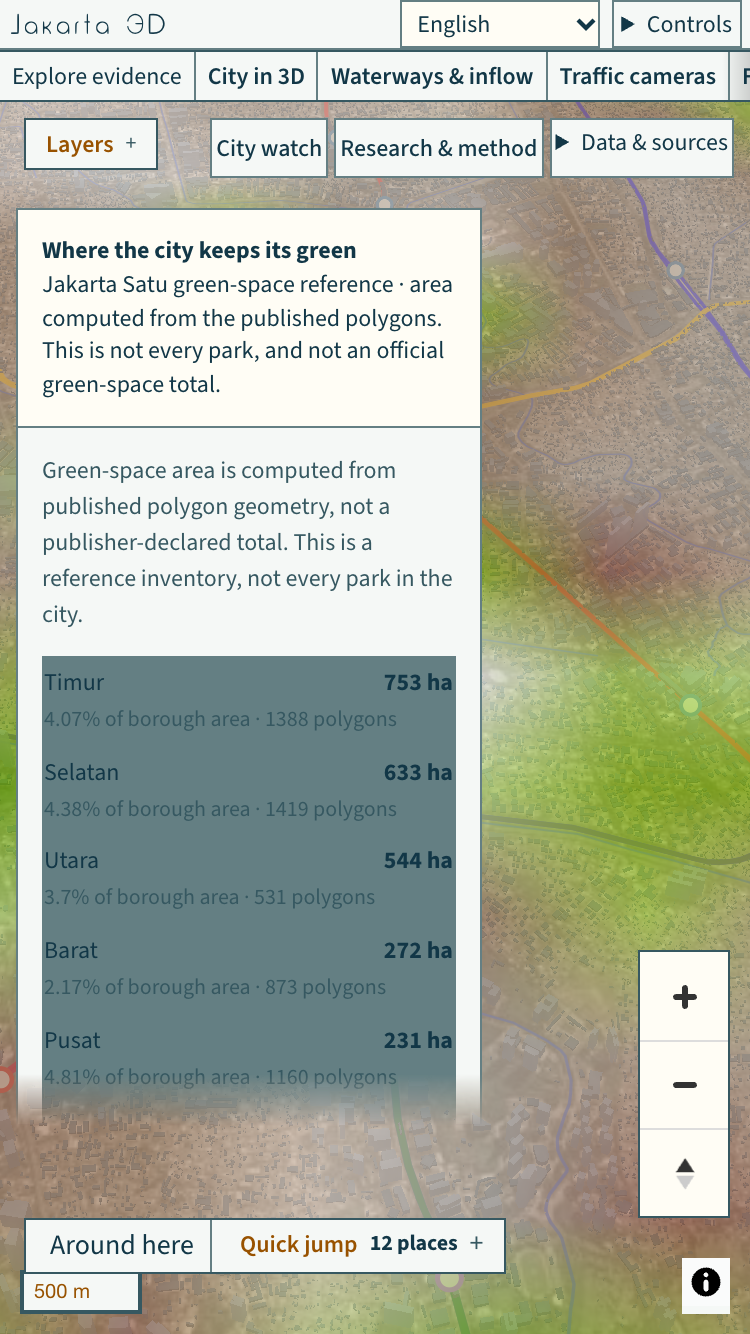 Jakarta 3D
English
Controls
Explore evidence
City in 3D
Waterways & inflow
Traffic cameras
Layers +
City watch
Research & method
Data & sources
Where the city keeps its green
Jakarta Satu green-space reference · area
computed from the published polygons.
This is not every park, and not an official
green-space total.
Green-space area is computed from
published polygon geometry, not a
publisher-declared total. This is a
reference inventory, not every park in the
city.
Timur 753 ha
4.07% of borough area · 1388 polygons
Selatan 633 ha
4.38% of borough area · 1419 polygons
Utara 544 ha
3.7% of borough area · 531 polygons
Barat 272 ha
2.17% of borough area · 873 polygons
Pusat 231 ha
4.81% of borough area · 1160 polygons
Around here
Quick jump 12 places +
500 m